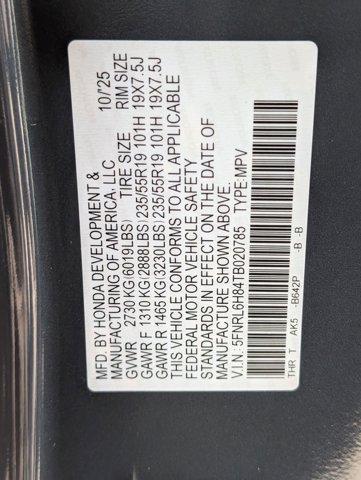 MFD. BY HONDA DEVELOPMENT & 10/25
MANUFACTURING OF AMERICA, LLC
GVWR 2730 KG(6019LBS) TIRE SIZE RIM SIZE
GAWR F 1310 KG(2888LBS)235/55R19 101H 19X7.5J
GAWR R 1465 KG(3230LBS)235/55R19 101H 19X7.5J
THIS VEHICLE CONFORMS TO ALL APPLICABLE
FEDERAL MOTOR VEHICLE SAFETY
STANDARDS IN EFFECT ON THE DATE OF
MANUFACTURE SHOWN ABOVE.
V.I.N: 5FNRL6H84TB020765 TYPE:MPV
-B -B
THR T AK5 -B642P